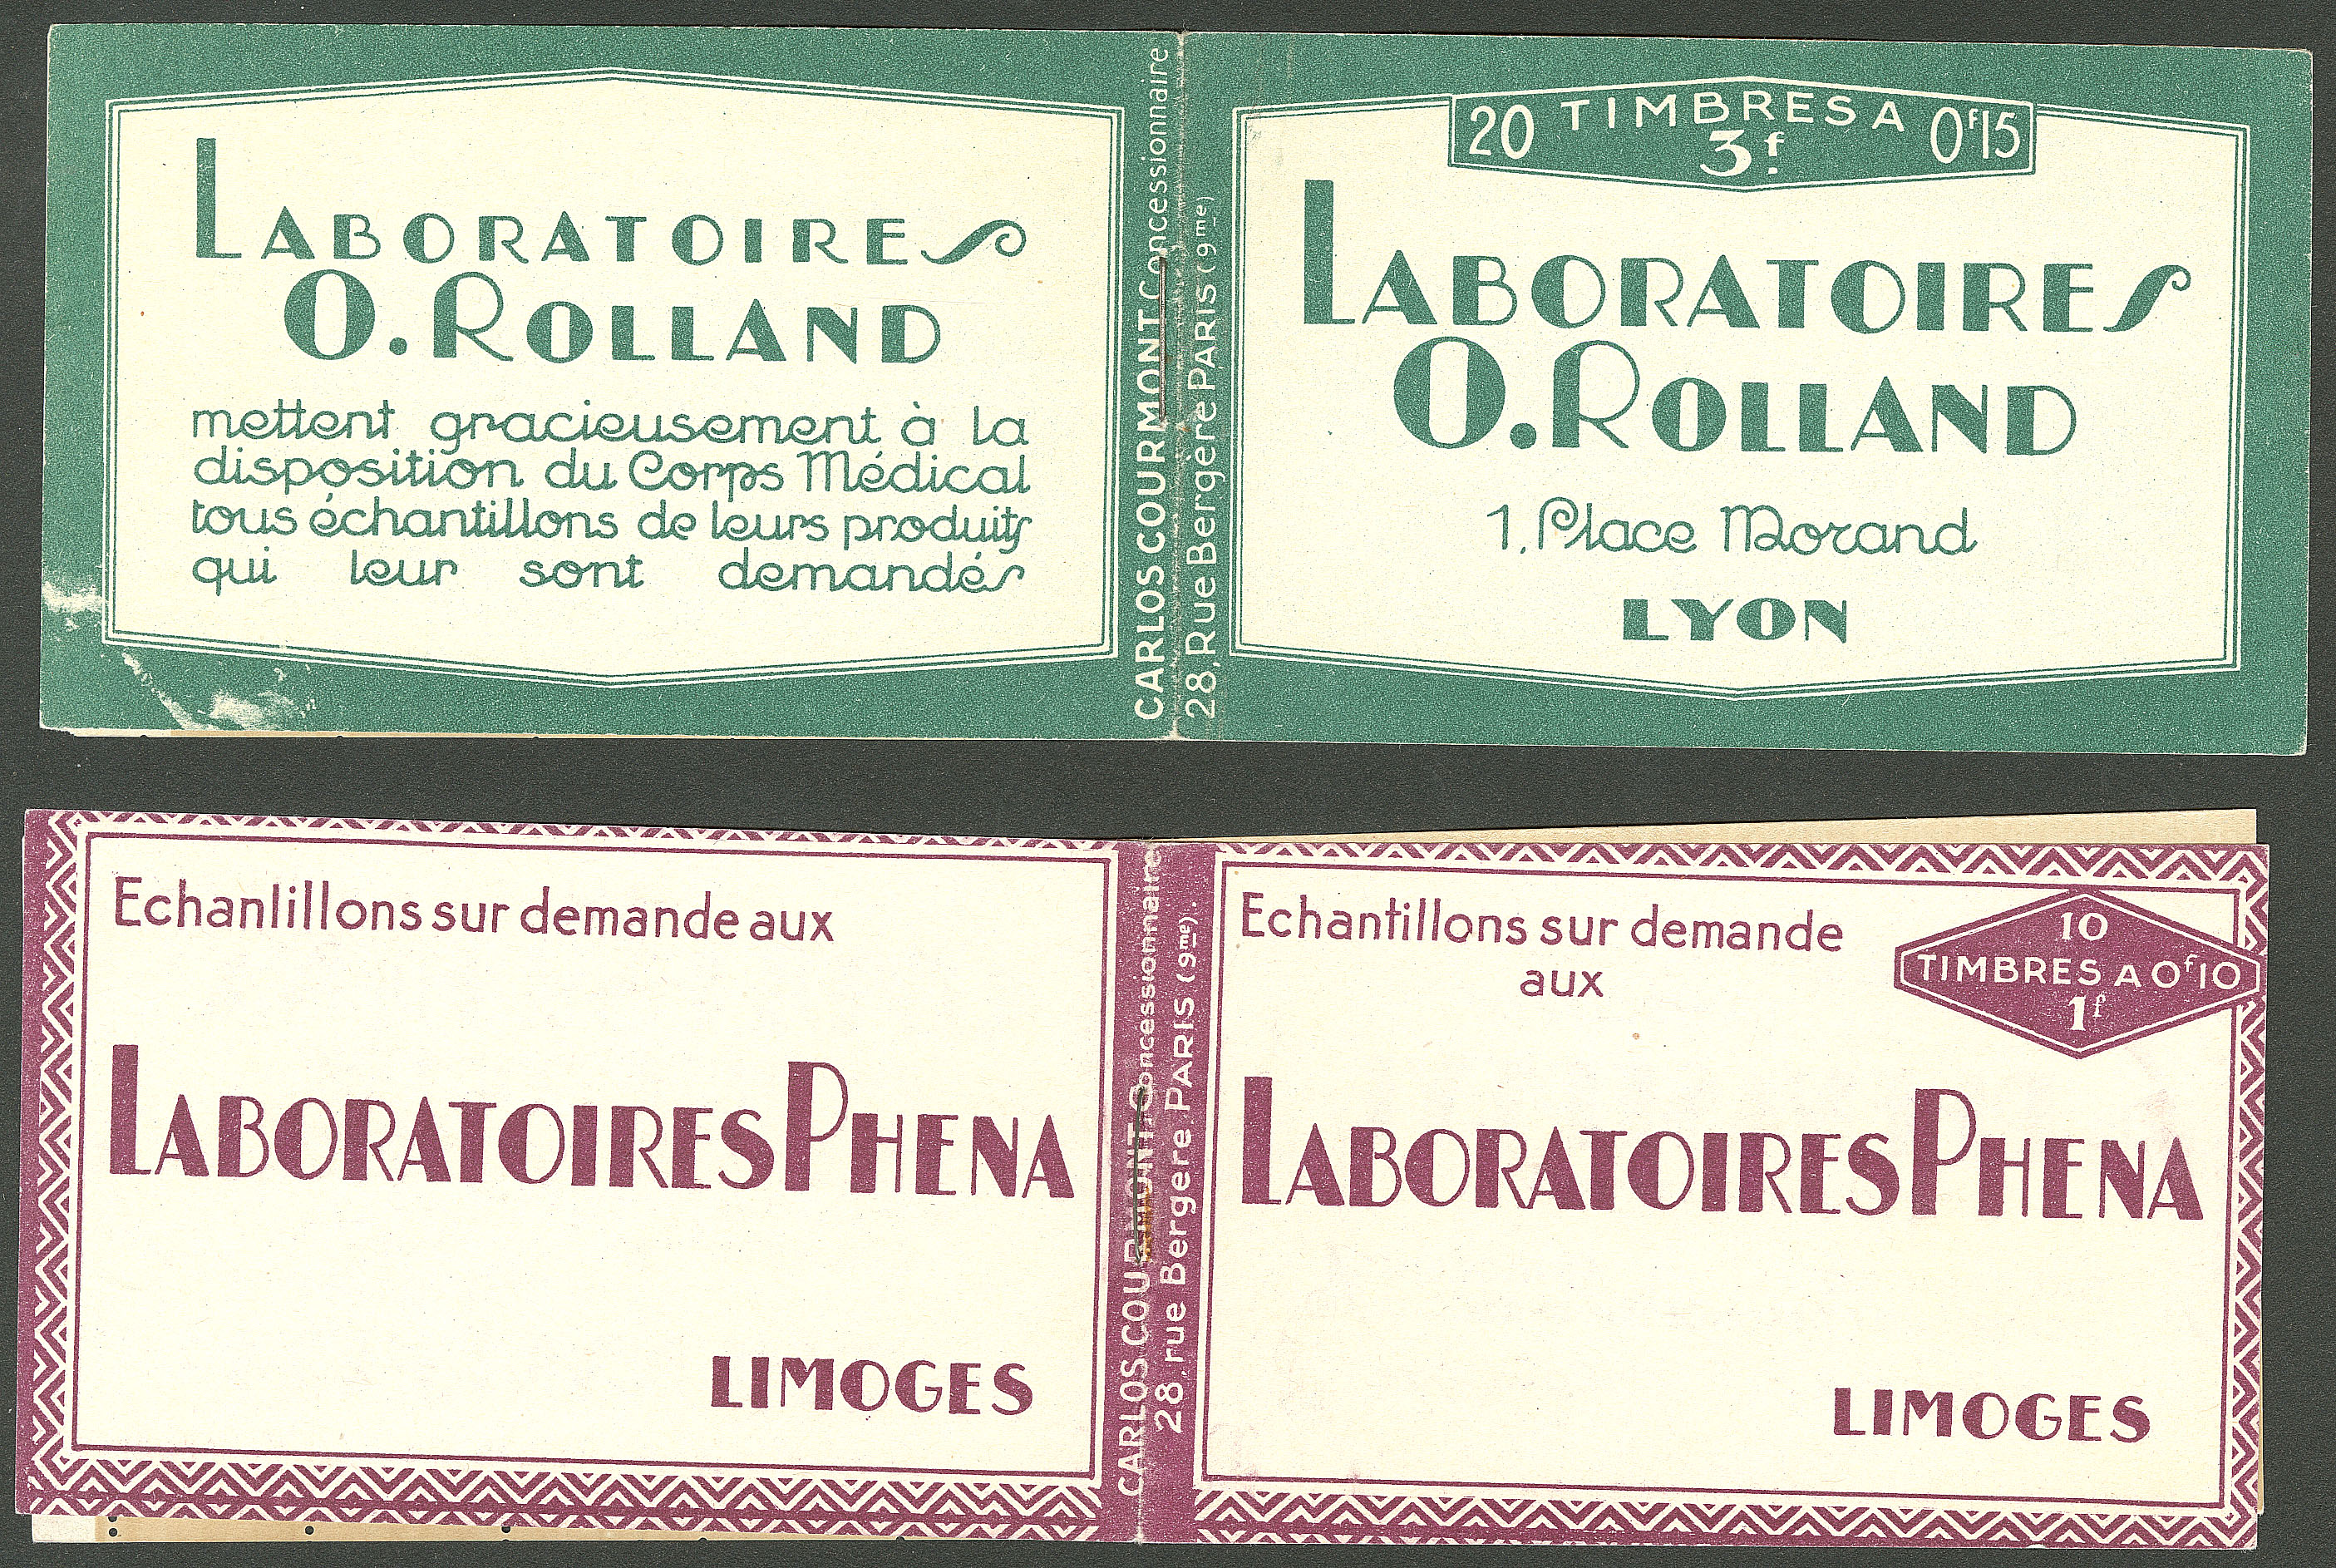 LABORATOIRES
O. ROLLAND
mettent gracieusement à la
disposition du Corps Médical
tous échantillons de leurs produits
qui leur sont demandés
CARLOS COURMONT Concessionnaire
28, Rue Bergère PARIS (9me)
20 TIMBRES A 0f15
3f
LABORATOIRES
O. ROLLAND
1, Place Morand
LYON
Echanlillons sur demande aux
LABORATOIRES PHENA
LIMOGES
CARLOS COURMONT Concessionnaire
28, rue Bergère. PARIS (9me).
Echantillons sur demande
aux
10
TIMBRES A 0f10
1f
LABORATOIRES PHENA
LIMOGES